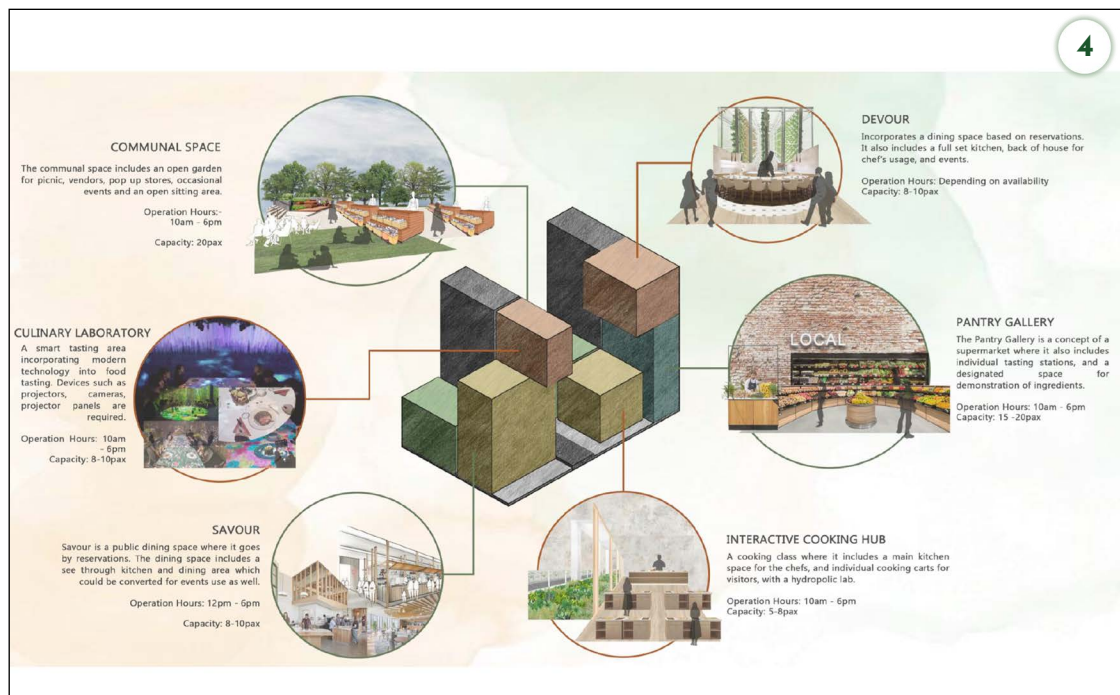 4
COMMUNAL SPACE
The communal space includes an open garden
for picnic, vendors, pop up stores, occasional
events and an open sitting area.
Operation Hours:-
10am - 6pm
Capacity: 20pax
DEVOUR
Incorporates a dining space based on reservations.
It also includes a full set kitchen, back of house for
chef's usage, and events.
Operation Hours: Depending on availability
Capacity: 8-10pax
CULINARY LABORATORY
A smart tasting area
incorporating modern
technology into food
tasting. Devices such as
projectors, cameras,
projector panels are
required.
Operation Hours: 10am
- 6pm
Capacity: 8-10pax
LOCAL
PANTRY GALLERY
The Pantry Gallery is a concept of a
supermarket where it also includes
individual tasting stations, and a
designated space for
demonstration of ingredients.
Operation Hours: 10am - 6pm
Capacity: 15 -20pax
SAVOUR
Savour is a public dining space where it goes
by reservations. The dining space includes a
see through kitchen and dining area which
could be converted for events use as well.
Operation Hours: 12pm - 6pm
Capacity: 8-10pax
INTERACTIVE COOKING HUB
A cooking class where it includes a main kitchen
space for the chefs, and individual cooking carts for
visitors, with a hydropolic lab.
Operation Hours: 10am - 6pm
Capacity: 5-8pax